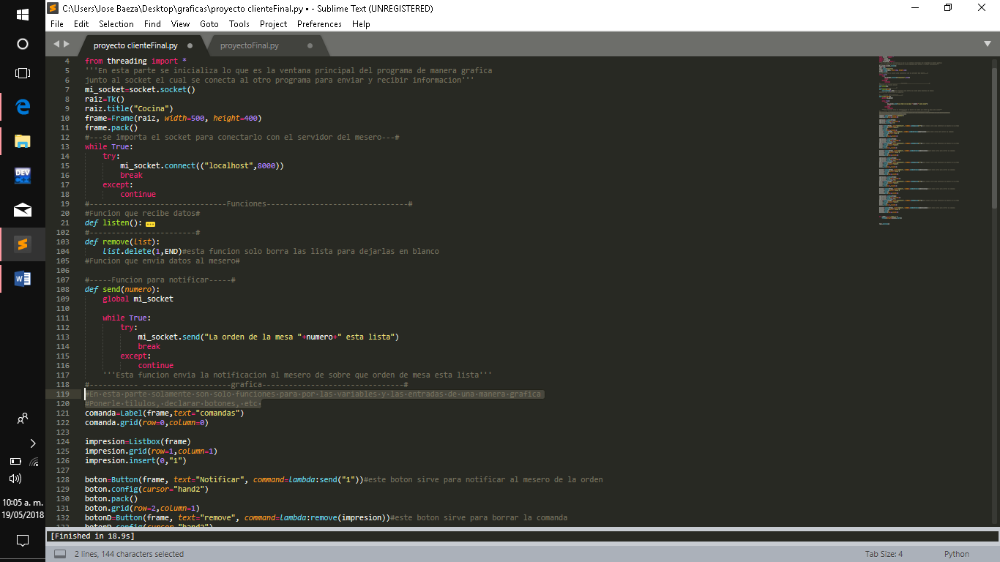 C:\Users\Jose Baeza\Desktop\graficas\proyecto clienteFinal.py • - Sublime Text (UNREGISTERED)
File Edit Selection Find View Goto Tools Project Preferences Help
proyecto clienteFinal.py
proyectoFinal.py
4 from threading import *
5 '''En esta parte se inicializa lo que es la ventana principal del programa de manera grafica
6 junto al socket el cual se conecta al otro programa para enviar y recibir informacion'''
7 mi_socket=socket.socket()
8 raiz=Tk()
9 raiz.title("Cocina")
10 frame=Frame(raiz, width=500, height=400)
11 frame.pack()
12 #---se importa el socket para conectarlo con el servidor del mesero---#
13 while True:
14 try:
15 mi_socket.connect(("localhost",8000))
16 break
17 except:
18 continue
19 #-------------------------------Funciones--------------------------------#
20 #Funcion que recibe datos#
21 def listen():
102 #------------------------#
103 def remove(list):
104 list.delete(1,END)#esta funcion solo borra las lista para dejarlas en blanco
105 #Funcion que envia datos al mesero#
106
107 #-----Funcion para notificar-----#
108 def send(numero):
109 global mi_socket
110
111 while True:
112 try:
113 mi_socket.send("La orden de la mesa "+numero+" esta lista")
114 break
115 except:
116 continue
117 '''Esta funcion envia la notificacion al mesero de sobre que orden de mesa esta lista'''
118 #----------- --------------------grafica--------------------------------#
119 #En esta parte solamente son solo funciones para por las variables y las entradas de una manera grafica
120 #Ponerle tilulos, declarar botones, etc
121 comanda=Label(frame,text="comandas")
122 comanda.grid(row=0,column=0)
123
124 impresion=Listbox(frame)
125 impresion.grid(row=1,column=1)
126 impresion.insert(0,"1")
127
128 boton=Button(frame, text="Notificar", command=lambda:send("1"))#este boton sirve para notificar al mesero de la orden
129 boton.config(cursor="hand2")
130 boton.pack()
131 boton.grid(row=2,column=1)
132 botonD=Button(frame, text="remove", command=lambda:remove(impresion))#este boton sirve para borrar la comanda
133 botonD.config(cursor="hand2")
[Finished in 18.9s]
2 lines, 144 characters selected
Tab Size: 4
Python
DEV
C++
W
10:05 a. m.
19/05/2018